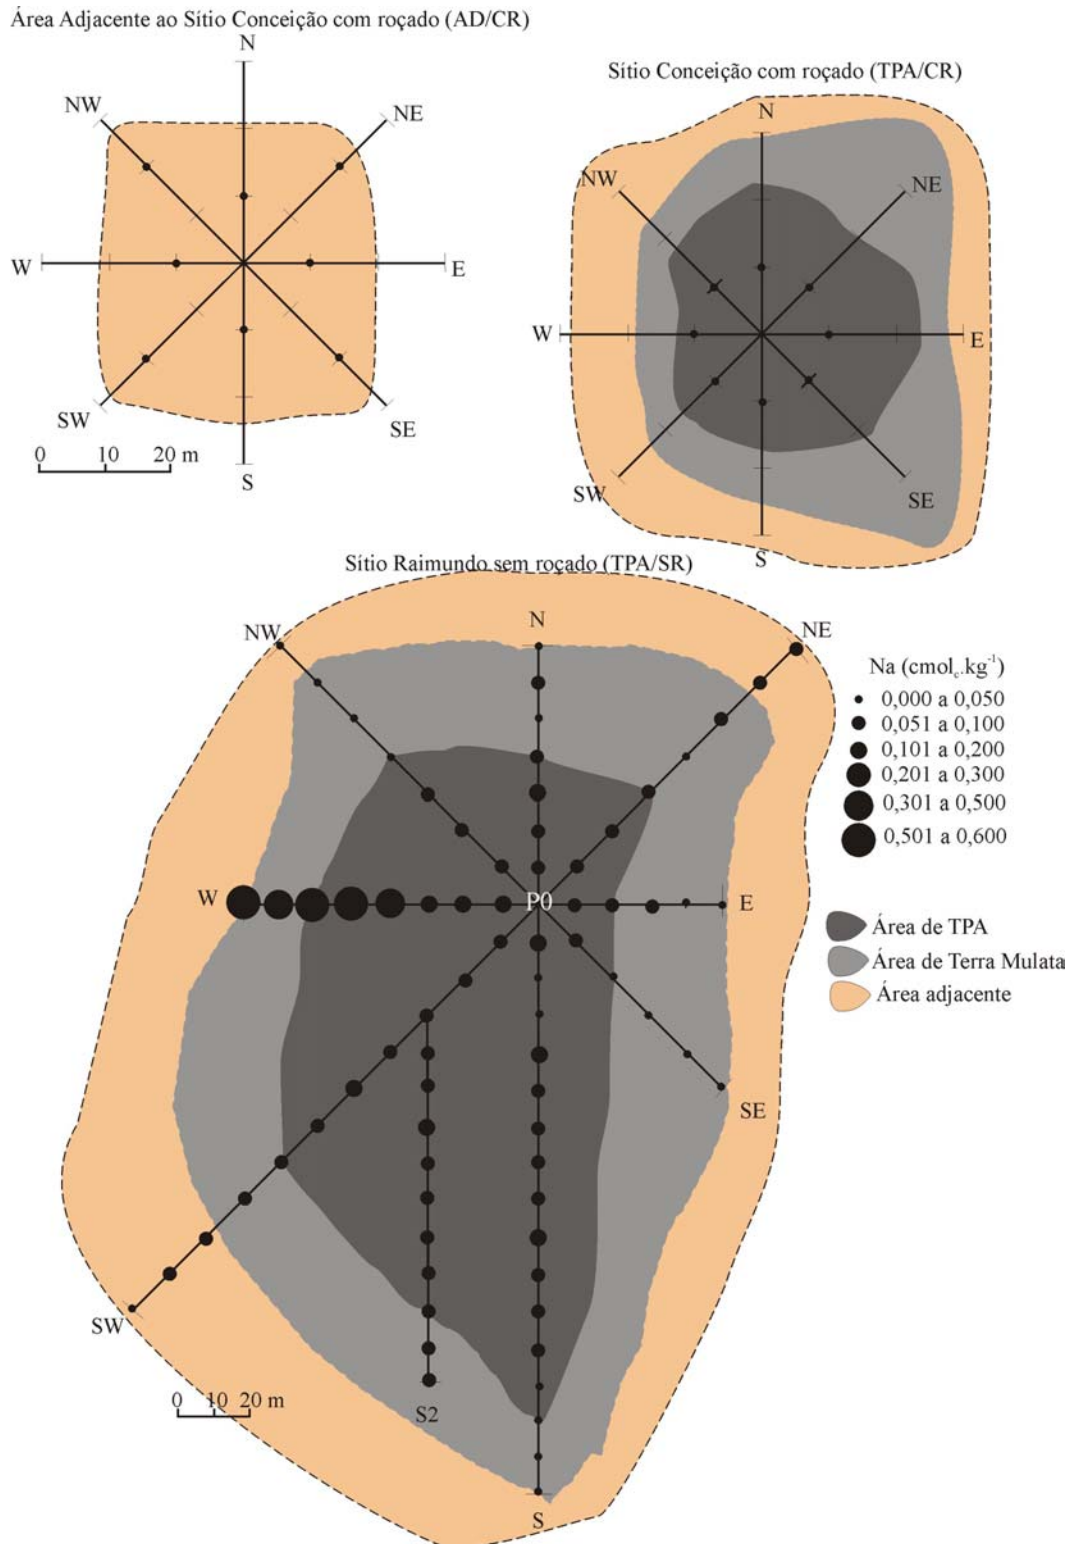 Área Adjacente ao Sítio Conceição com roçado (AD/CR)
N
NW
NE
W
E
SW
SE
S
0 10 20 m
Sítio Conceição com roçado (TPA/CR)
N
NW
NE
W
E
SW
SE
S
Sítio Raimundo sem roçado (TPA/SR)
N
NW
NE
W
P0
E
SE
SW
S2
S
0 10 20 m
Na (cmolc.kg-1)
0,000 a 0,050
0,051 a 0,100
0,101 a 0,200
0,201 a 0,300
0,301 a 0,500
0,501 a 0,600
Área de TPA
Área de Terra Mulata
Área adjacente